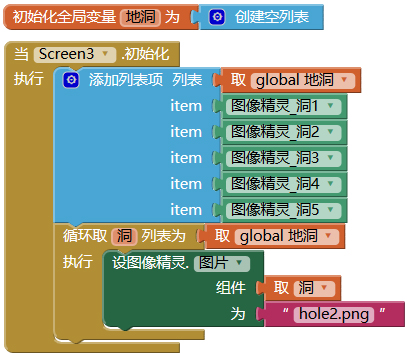 初始化全局变量 地洞 为 创建空列表
当 Screen3 .初始化
执行 添加列表项 列表 取 global 地洞
item 图像精灵_洞1
item 图像精灵_洞2
item 图像精灵_洞3
item 图像精灵_洞4
item 图像精灵_洞5
循环取 洞 列表为 取 global 地洞
执行 设图像精灵. 图片
组件 取 洞
为 “ hole2.png ”